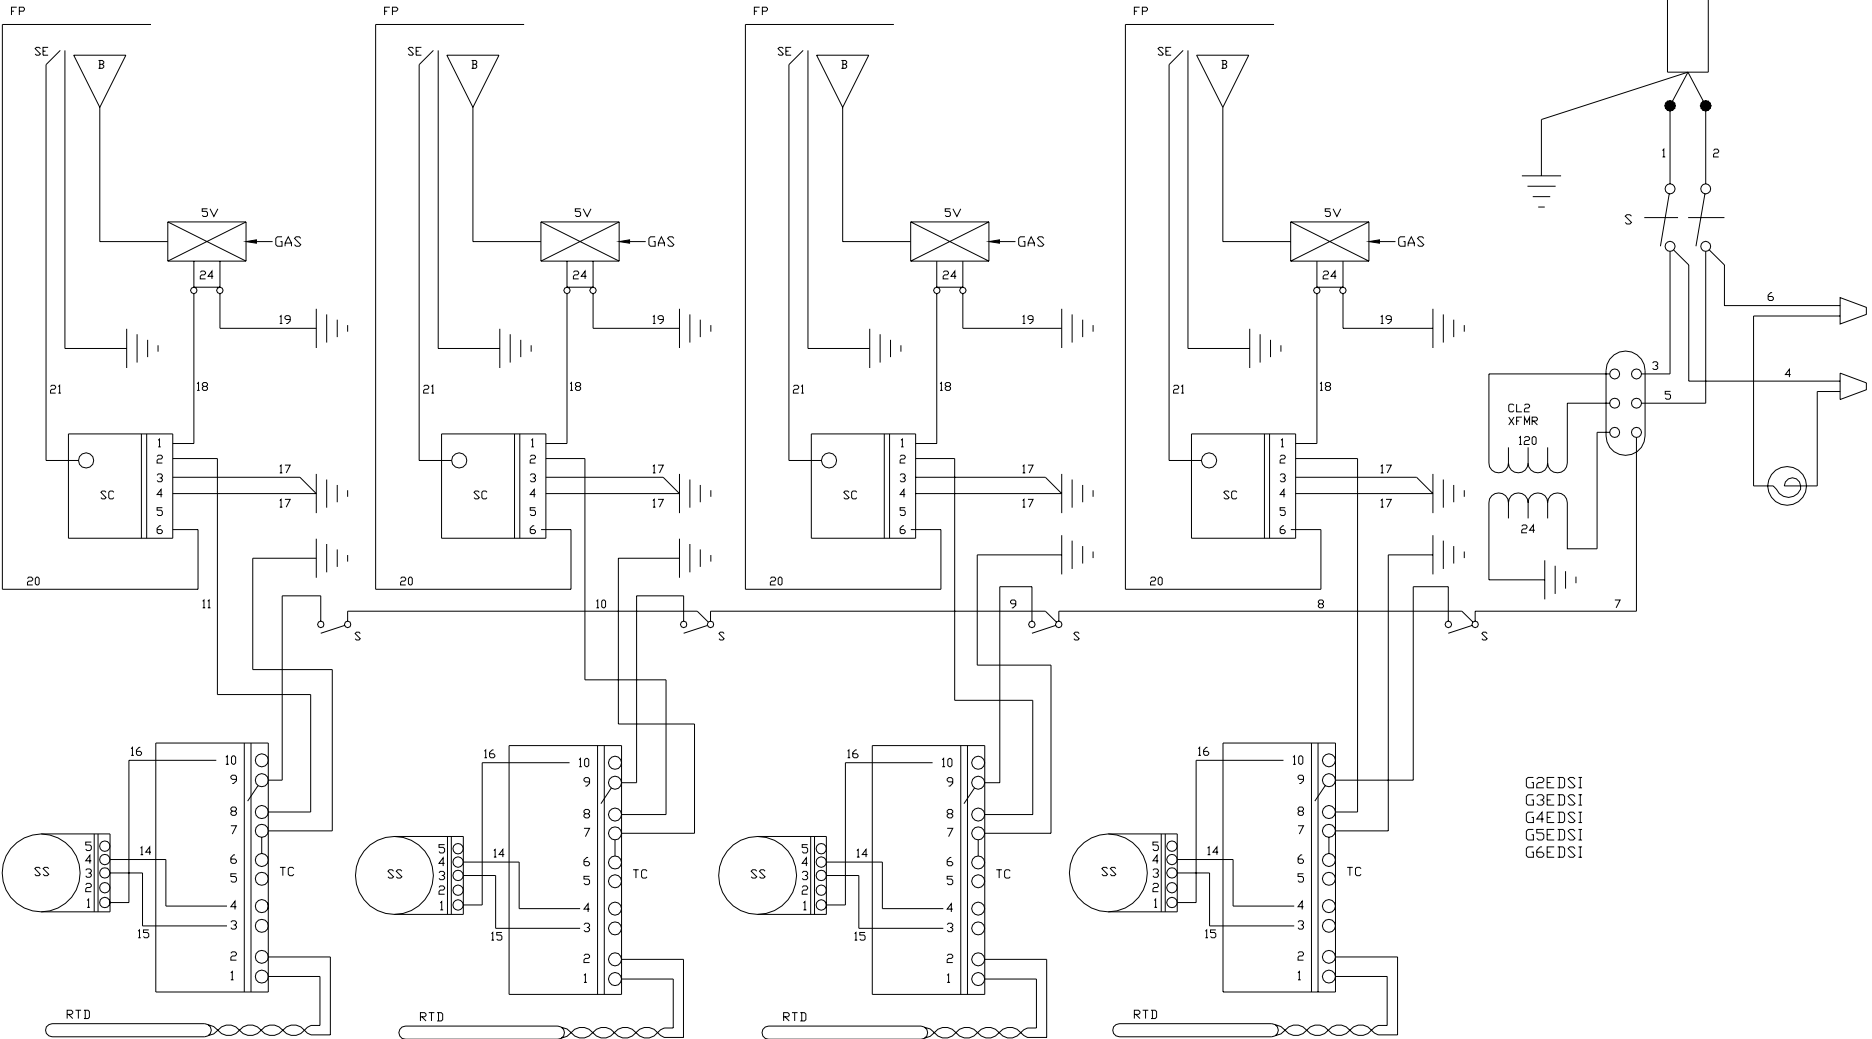 FP FP FP FP
SE B SE B SE B SE B
1 2
5V 5V 5V 5V S
GAS GAS GAS GAS
24 24 24 24
6
19 19 19 19
3
4
21 18 21 18 21 18 21 18
5
CL2
XFMR
120
1 1 1 1
2 2 2 2
17 17 17 17
3 3 3 3
SC 4 SC 4 SC 4 SC 4
17 17 17 17
5 5 5 5
6 6 6 6
24
20 20 20 20
11 10 9 8 7
S S S S
16 16 16 16
10 10 10 10
9 9 9 9
G2EDSI
G3EDSI
G4EDSI
G5EDSI
G6EDSI
8 8 8 8
7 7 7 7
5 5 5 5
14 14 14 14
4 6 4 6 4 6 4 6
SS 3 TC SS 3 TC SS 3 TC SS 3 TC
5 5 5 5
2 2 2 2
1 4 1 4 1 4 1 4
3 3 3 3
15 15 15 15
2 2 2 2
1 1 1 1
RTD RTD RTD RTD